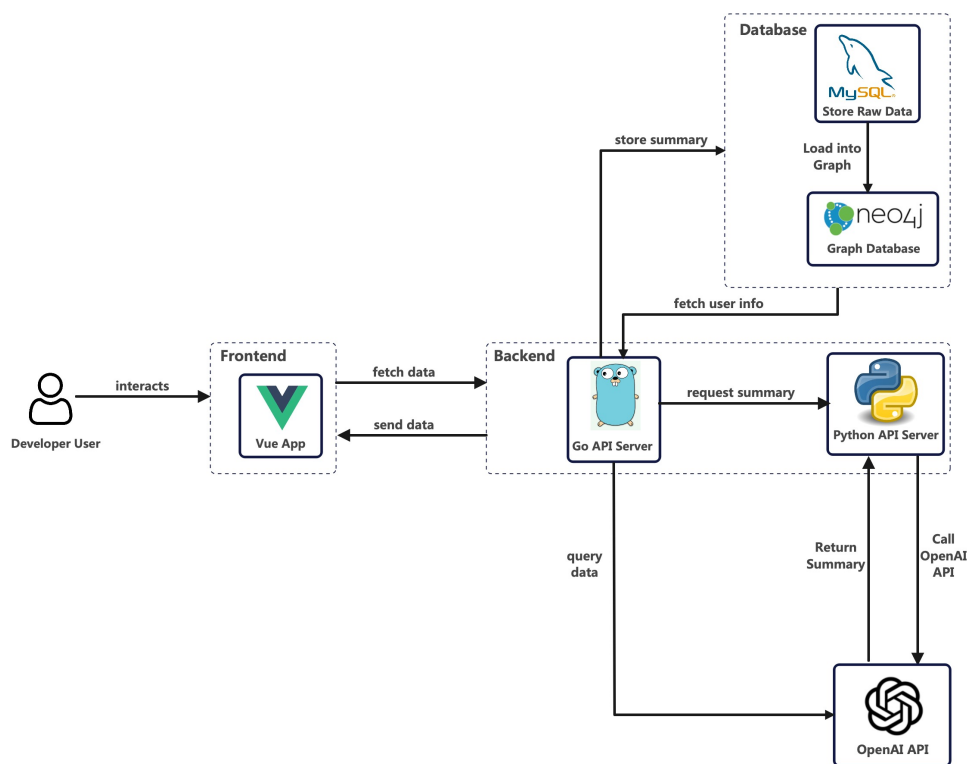 Database
MySQL
Store Raw Data
store summary
Load into
Graph
neo4j
Graph Database
fetch user info
Frontend
Backend
interacts
fetch data
request summary
send data
Developer User
Vue App
Go API Server
Python API Server
query
data
Return
Summary
Call
OpenAI
API
OpenAI API